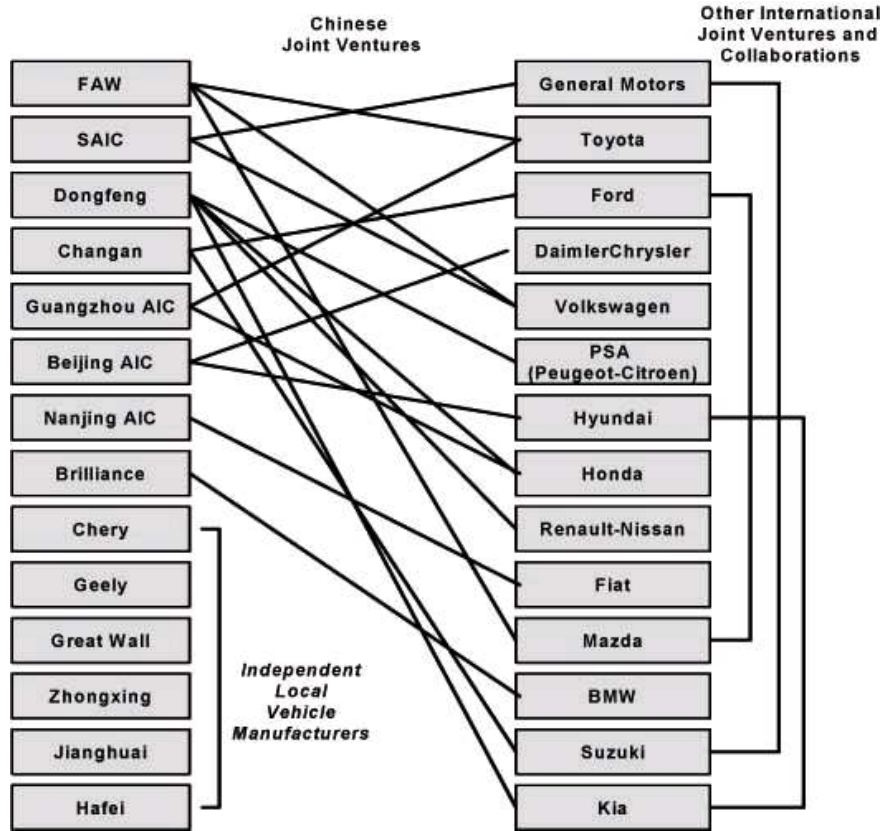 Chinese
Joint Ventures
Other International
Joint Ventures and
Collaborations
FAW
SAIC
Dongfeng
Changan
Guangzhou AIC
Beijing AIC
Nanjing AIC
Brilliance
Chery
Geely
Great Wall
Zhongxing
Jianghuai
Hafei
Independent
Local
Vehicle
Manufacturers
General Motors
Toyota
Ford
DaimlerChrysler
Volkswagen
PSA
(Peugeot-Citroen)
Hyundai
Honda
Renault-Nissan
Fiat
Mazda
BMW
Suzuki
Kia